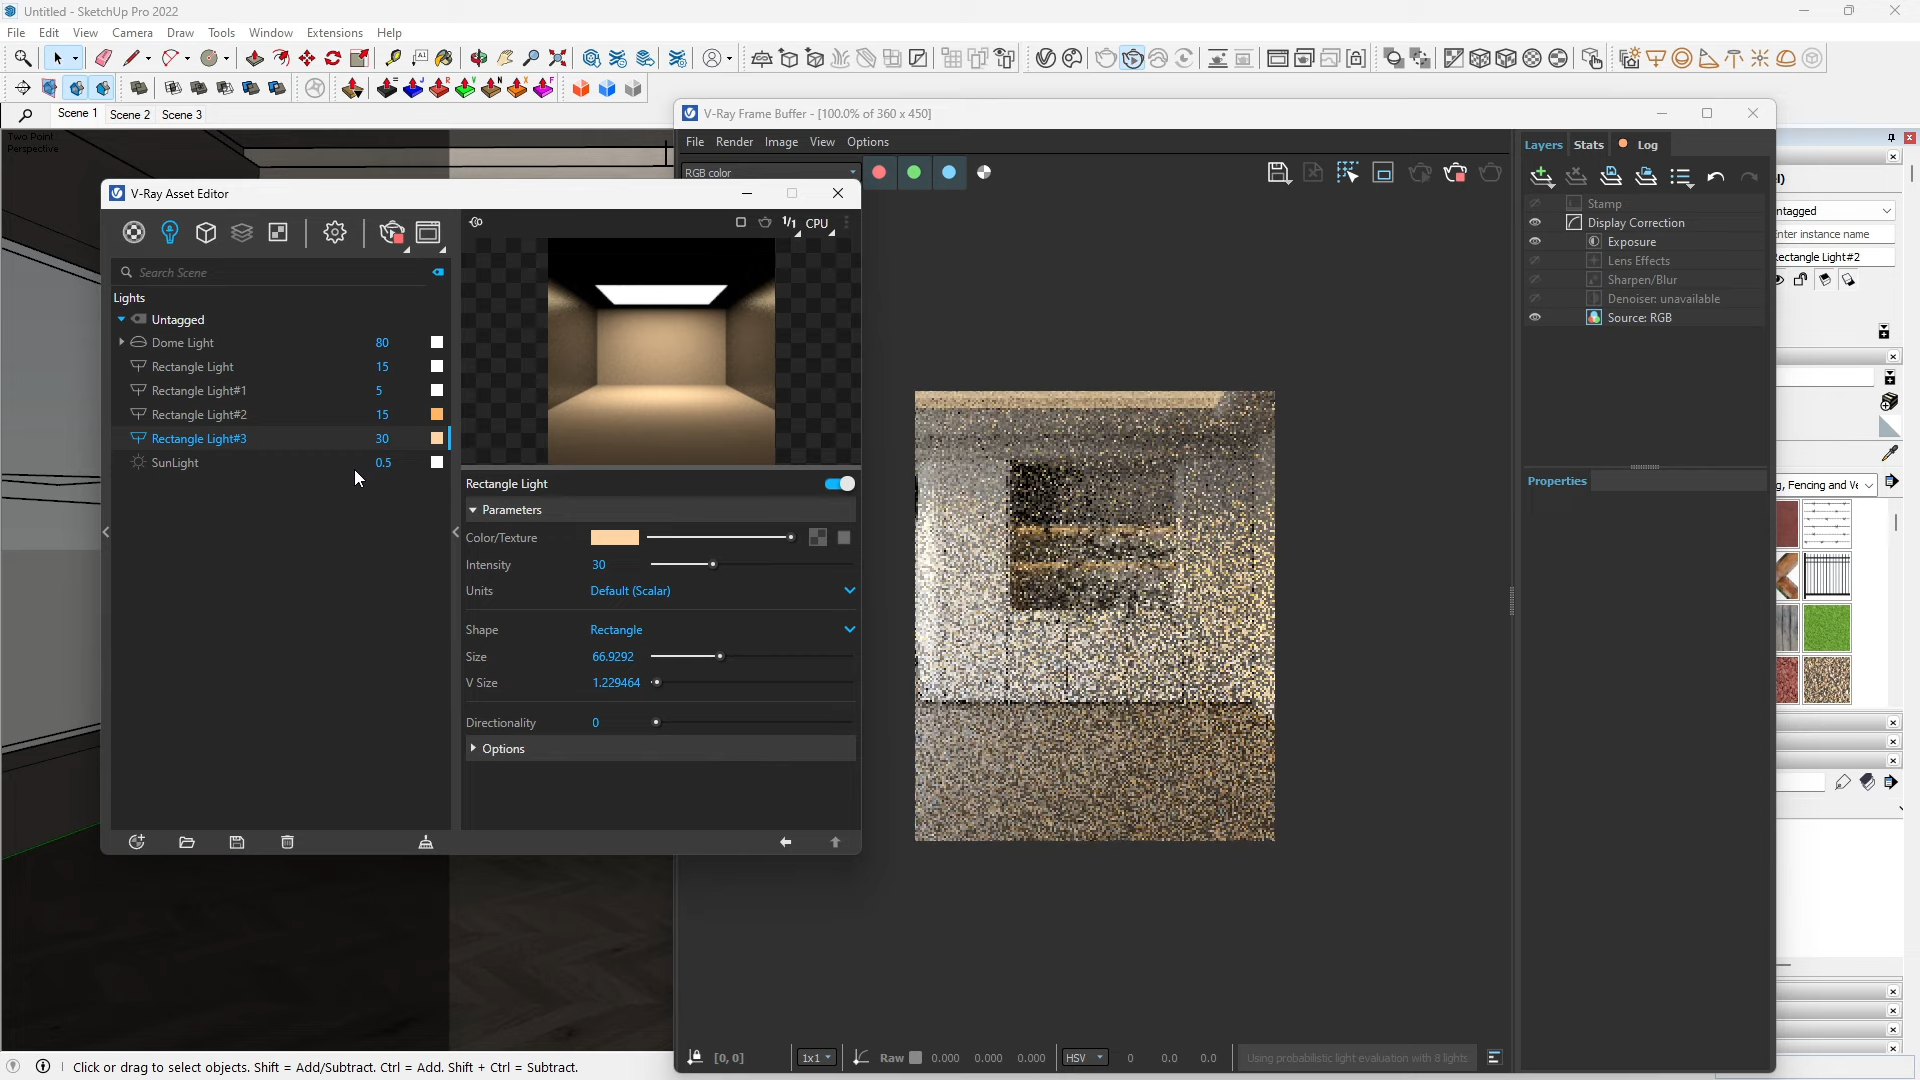 Untitled - SketchUp Pro 2022
File Edit View Camera Draw Tools Window Extensions Help
Scene 1 Scene 2 Scene 3
Two Point
Perspective
V-Ray Frame Buffer - [100.0% of 360 x 450]
File Render Image View Options
RGB color
Layers Stats Log
Stamp
Display Correction
Exposure
Lens Effects
Sharpen/Blur
Denoiser: unavailable
Source: RGB
Properties
V-Ray Asset Editor
1/1 CPU
Search Scene
Lights
Untagged
Dome Light 80
Rectangle Light 15
Rectangle Light#1 5
Rectangle Light#2 15
Rectangle Light#3 30
SunLight 0.5
Rectangle Light
Parameters
Color/Texture
Intensity 30
Units Default (Scalar)
Shape Rectangle
Size 66.9292
V Size 1.229464
Directionality 0
Options
ntagged
nter instance name
ectangle Light#2
g, Fencing and Ve
[0, 0] 1x1 Raw 0.000 0.000 0.000 HSV 0 0.0 0.0 Using probabilistic light evaluation with 8 lights
Click or drag to select objects. Shift = Add/Subtract. Ctrl = Add. Shift + Ctrl = Subtract.